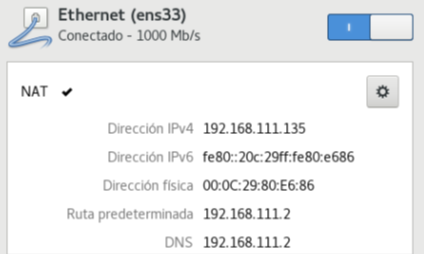 Ethernet (ens33)
Conectado - 1000 Mb/s
NAT ✔
Dirección IPv4 192.168.111.135
Dirección IPv6 fe80::20c:29ff:fe80:e686
Dirección física 00:0C:29:80:E6:86
Ruta predeterminada 192.168.111.2
DNS 192.168.111.2